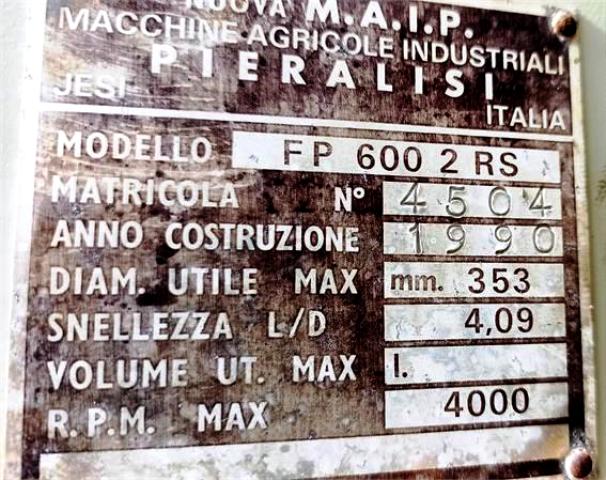 NUOVA M.A.I.P.
MACCHINE AGRICOLE INDUSTRIALI
PIERALISI
JESI ITALIA
MODELLO FP 600 2 RS
MATRICOLA N° 4504
ANNO COSTRUZIONE 1990
DIAM. UTILE MAX mm. 353
SNELLEZZA L/D 4,09
VOLUME UT. MAX l.
R.P.M. MAX 4000